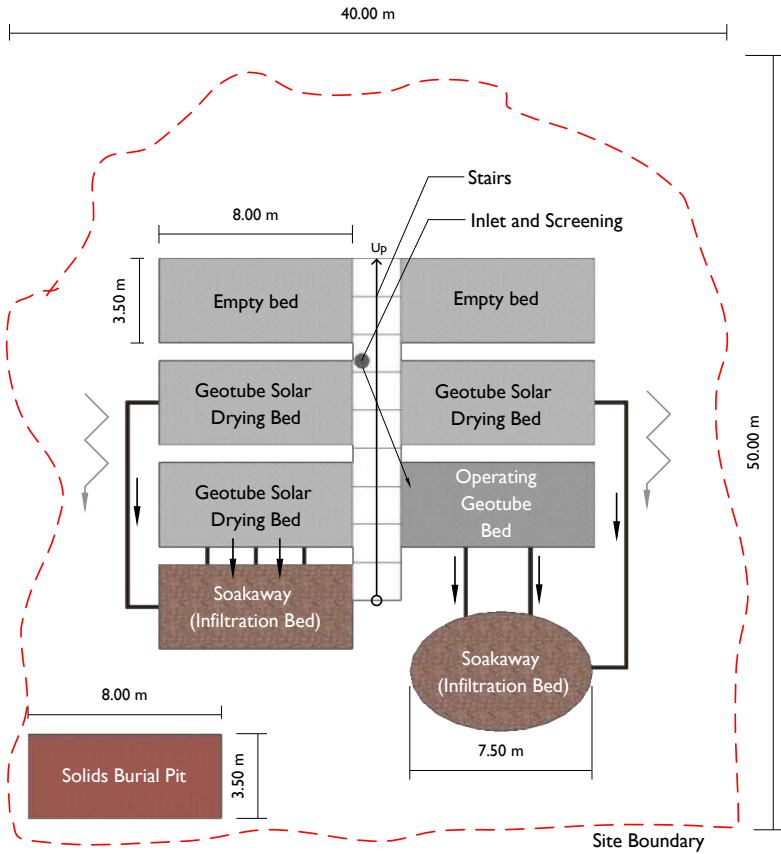 40.00 m
Stairs
8.00 m
Inlet and Screening
Up
3.50 m
Empty bed
Empty bed
Geotube Solar
Drying Bed
Geotube Solar
Drying Bed
50.00 m
Geotube Solar
Drying Bed
Operating
Geotube
Bed
Soakaway
(Infiltration Bed)
Soakaway
(Infiltration Bed)
8.00 m
7.50 m
Solids Burial Pit
3.50 m
Site Boundary